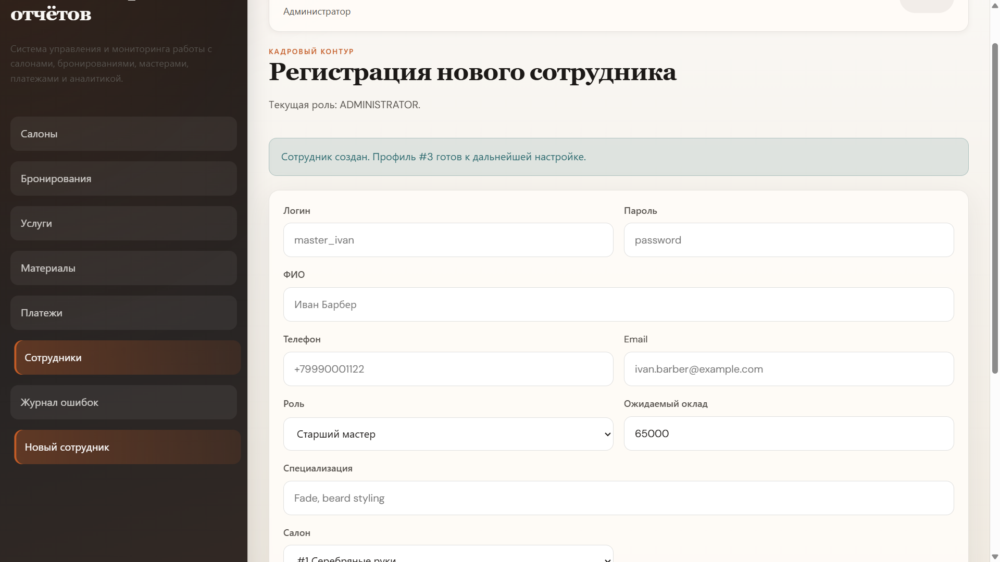 отчётов
Система управления и мониторинга работы с
салонами, бронированиями, мастерами,
платежами и аналитикой.
Салоны
Бронирования
Услуги
Материалы
Платежи
Сотрудники
Журнал ошибок
Новый сотрудник
Администратор
КАДРОВЫЙ КОНТУР
Регистрация нового сотрудника
Текущая роль: ADMINISTRATOR.
Сотрудник создан. Профиль #3 готов к дальнейшей настройке.
Логин
master_ivan
Пароль
password
ФИО
Иван Барбер
Телефон
+79990001122
Email
ivan.barber@example.com
Роль
Старший мастер
Ожидаемый оклад
65000
Специализация
Fade, beard styling
Салон
#1 Серебряные руки